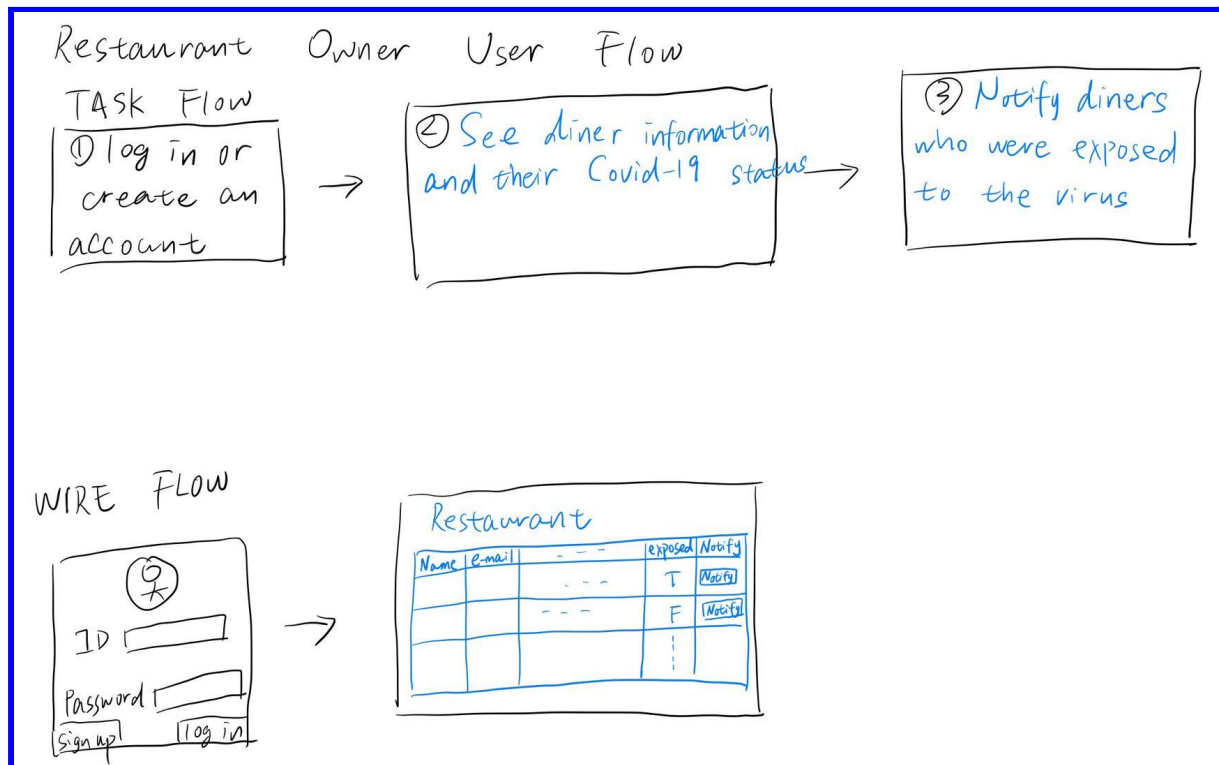 Restaurant Owner User Flow
TASK Flow
① log in or
create an
account
② See diner information
and their Covid-19 status
③ Notify diners
who were exposed
to the virus
WIRE FLOW
ID
Password
Sign up log in
Restaurant
Name e-mail --- exposed Notify
--- T Notify
--- F Notify